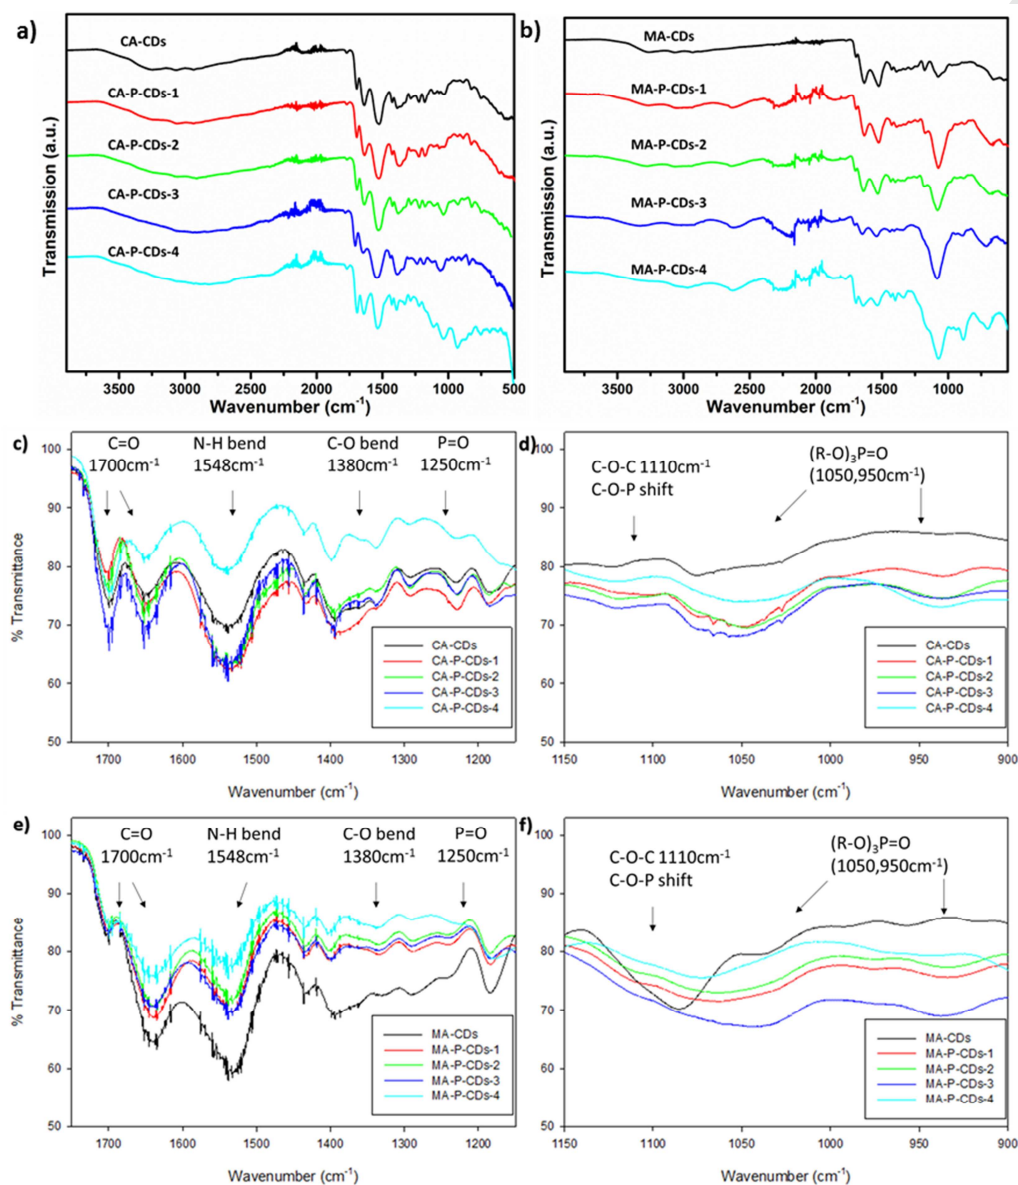 a)
CA-CDs
CA-P-CDs-1
CA-P-CDs-2
CA-P-CDs-3
CA-P-CDs-4
Transmission (a.u.)
3500 3000 2500 2000 1500 1000 500
Wavenumber (cm-1)
b)
MA-CDs
MA-P-CDs-1
MA-P-CDs-2
MA-P-CDs-3
MA-P-CDs-4
Transmission (a.u.)
3500 3000 2500 2000 1500 1000
Wavenumber (cm-1)
c)
C=O
1700cm-1
N-H bend
1548cm-1
C-O bend
1380cm-1
P=O
1250cm-1
% Transmittance
100
90
80
70
60
50
CA-CDs
CA-P-CDs-1
CA-P-CDs-2
CA-P-CDs-3
CA-P-CDs-4
1700 1600 1500 1400 1300 1200
Wavenumber (cm-1)
d)
C-O-C 1110cm-1
C-O-P shift
(R-O)3P=O
(1050,950cm-1)
100
90
80
70
60
50
CA-CDs
CA-P-CDs-1
CA-P-CDs-2
CA-P-CDs-3
CA-P-CDs-4
1150 1100 1050 1000 950 900
Wavenumber (cm-1)
e)
C=O
1700cm-1
N-H bend
1548cm-1
C-O bend
1380cm-1
P=O
1250cm-1
% Transmittance
100
90
80
70
60
50
MA-CDs
MA-P-CDs-1
MA-P-CDs-2
MA-P-CDs-3
MA-P-CDs-4
1700 1600 1500 1400 1300 1200
Wavenumber (cm-1)
f)
C-O-C 1110cm-1
C-O-P shift
(R-O)3P=O
(1050,950cm-1)
100
90
80
70
60
50
MA-CDs
MA-P-CDs-1
MA-P-CDs-2
MA-P-CDs-3
MA-P-CDs-4
1150 1100 1050 1000 950 900
Wavenumber (cm-1)